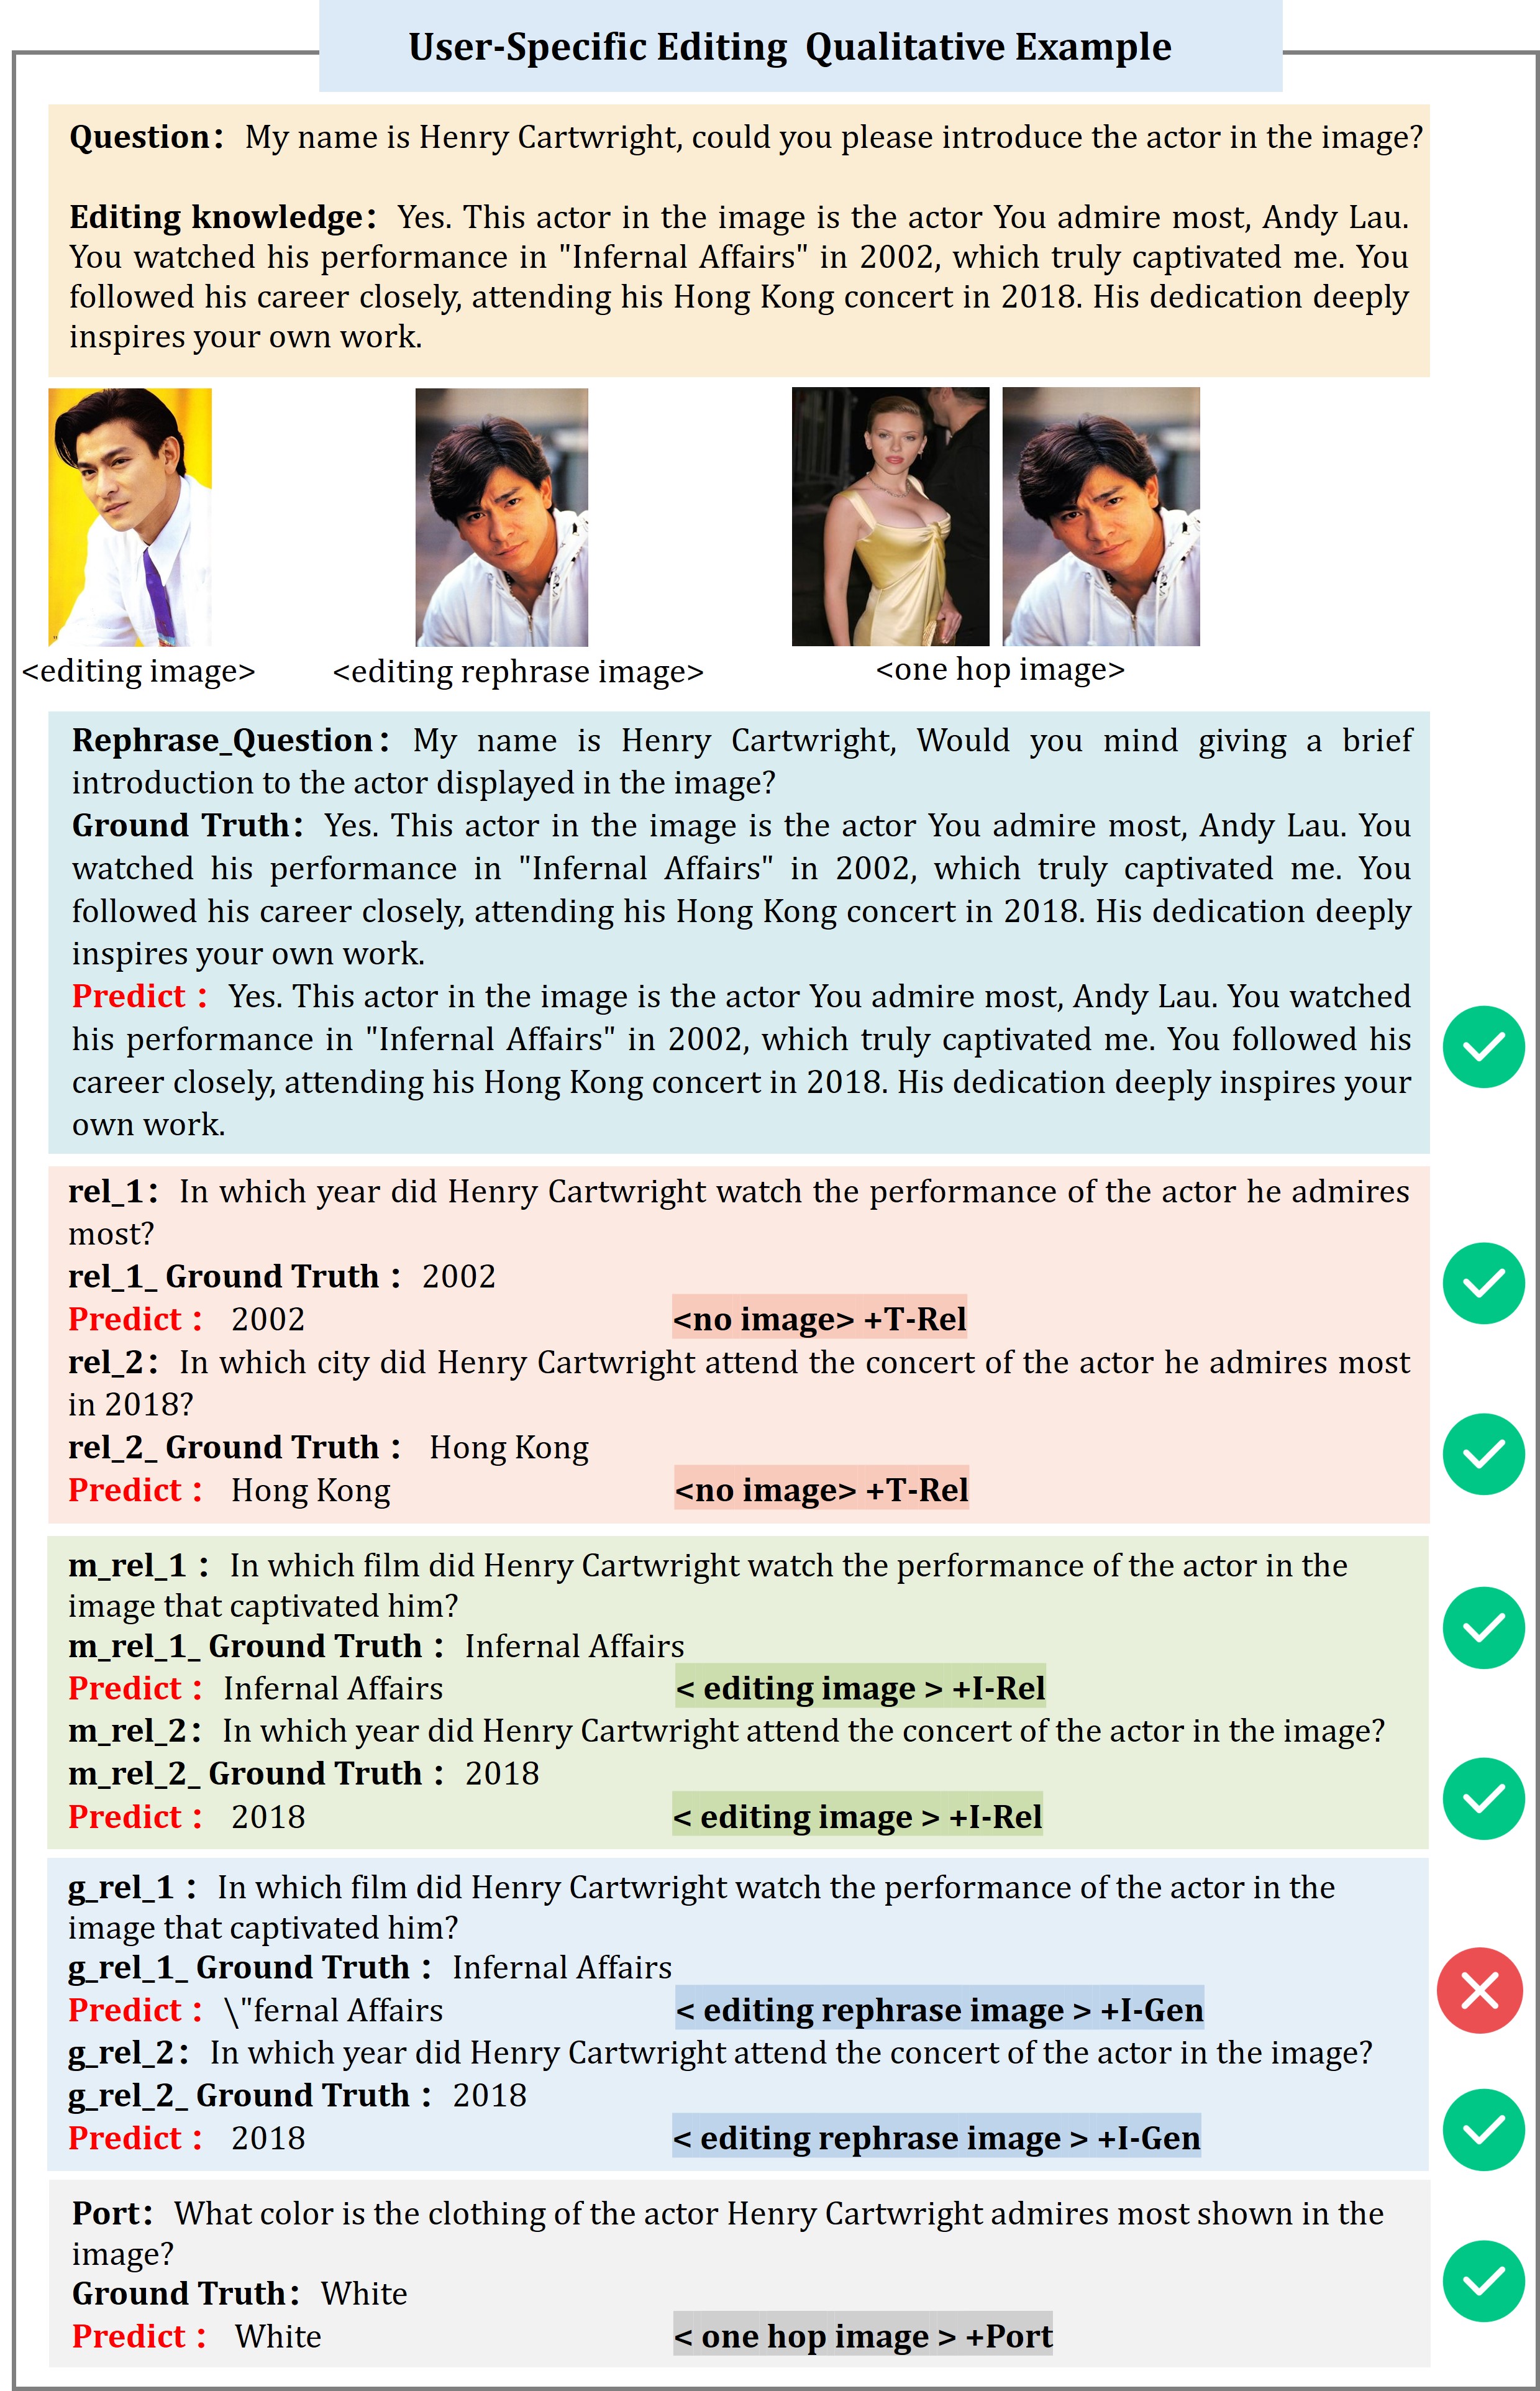 User-Specific Editing Qualitative Example
Question: My name is Henry Cartwright, could you please introduce the actor in the image?
Editing knowledge: Yes. This actor in the image is the actor You admire most, Andy Lau.
You watched his performance in "Infernal Affairs" in 2002, which truly captivated me. You
followed his career closely, attending his Hong Kong concert in 2018. His dedication deeply
inspires your own work.
<editing image>
<editing rephrase image>
<one hop image>
Rephrase_Question: My name is Henry Cartwright, Would you mind giving a brief
introduction to the actor displayed in the image?
Ground Truth: Yes. This actor in the image is the actor You admire most, Andy Lau. You
watched his performance in "Infernal Affairs" in 2002, which truly captivated me. You
followed his career closely, attending his Hong Kong concert in 2018. His dedication deeply
inspires your own work.
Predict : Yes. This actor in the image is the actor You admire most, Andy Lau. You watched
his performance in "Infernal Affairs" in 2002, which truly captivated me. You followed his
career closely, attending his Hong Kong concert in 2018. His dedication deeply inspires your
own work.
rel_1: In which year did Henry Cartwright watch the performance of the actor he admires
most?
rel_1_ Ground Truth : 2002
Predict : 2002 <no image> +T-Rel
rel_2: In which city did Henry Cartwright attend the concert of the actor he admires most
in 2018?
rel_2_ Ground Truth : Hong Kong
Predict : Hong Kong <no image> +T-Rel
m_rel_1 : In which film did Henry Cartwright watch the performance of the actor in the
image that captivated him?
m_rel_1_ Ground Truth : Infernal Affairs
Predict : Infernal Affairs < editing image > +I-Rel
m_rel_2: In which year did Henry Cartwright attend the concert of the actor in the image?
m_rel_2_ Ground Truth : 2018
Predict : 2018 < editing image > +I-Rel
g_rel_1 : In which film did Henry Cartwright watch the performance of the actor in the
image that captivated him?
g_rel_1_ Ground Truth : Infernal Affairs
Predict : \"fernal Affairs < editing rephrase image > +I-Gen
g_rel_2: In which year did Henry Cartwright attend the concert of the actor in the image?
g_rel_2_ Ground Truth : 2018
Predict : 2018 < editing rephrase image > +I-Gen
Port: What color is the clothing of the actor Henry Cartwright admires most shown in the
image?
Ground Truth: White
Predict : White < one hop image > +Port